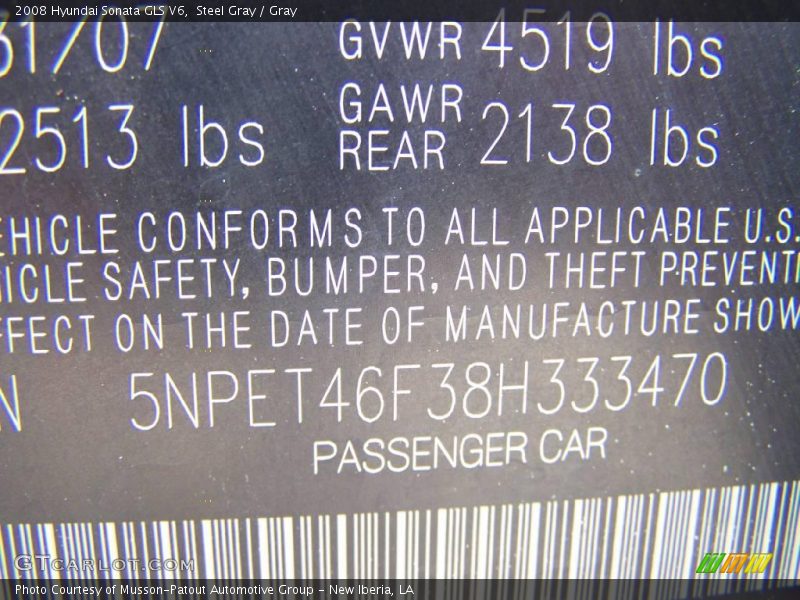 2008 Hyundai Sonata GLS V6, Steel Gray / Gray
31/07 GVWR 4519 lbs
2513 lbs GAWR REAR 2138 lbs
EHICLE CONFORMS TO ALL APPLICABLE U.S.
ICLE SAFETY, BUMPER, AND THEFT PREVENTI
FFECT ON THE DATE OF MANUFACTURE SHOW
N 5NPET46F38H333470
PASSENGER CAR
GTCARLOT.COM
Photo Courtesy of Musson-Patout Automotive Group - New Iberia, LA